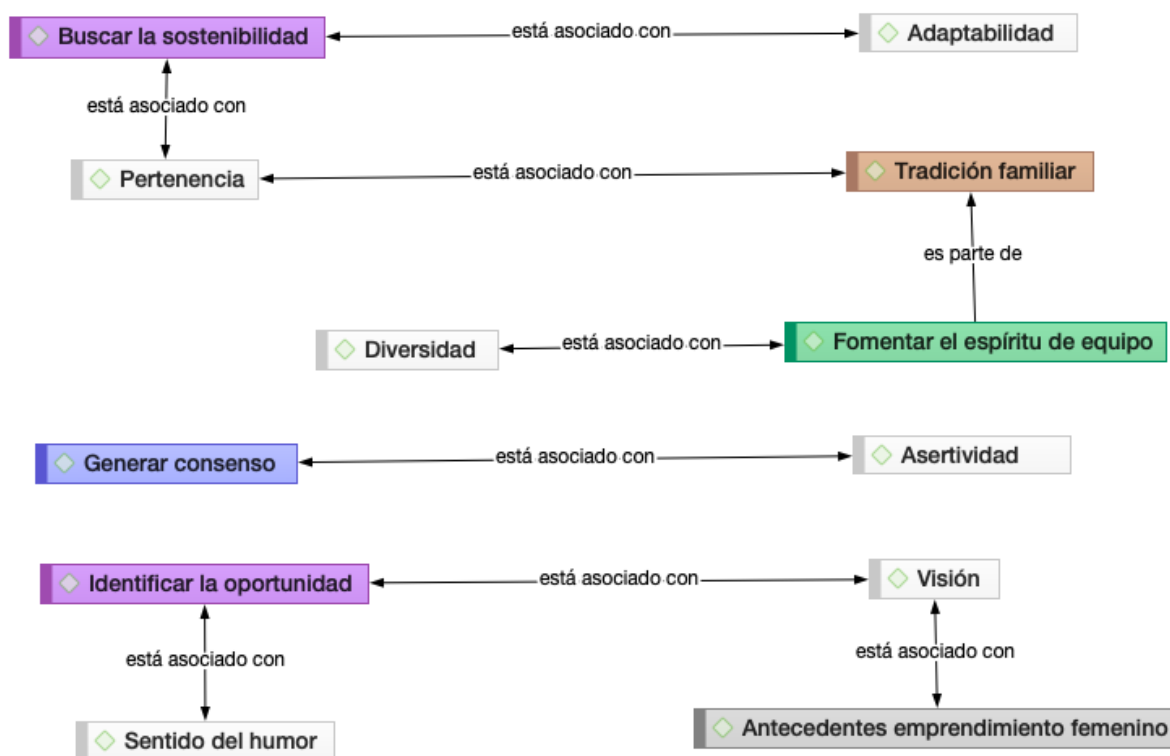 Buscar la sostenibilidad
está asociado con
Adaptabilidad
está asociado con
Pertenencia
está asociado con
Tradición familiar
es parte de
Diversidad
está asociado con
Fomentar el espíritu de equipo
Generar consenso
está asociado con
Asertividad
Identificar la oportunidad
está asociado con
Visión
está asociado con
está asociado con
Sentido del humor
Antecedentes emprendimiento femenino